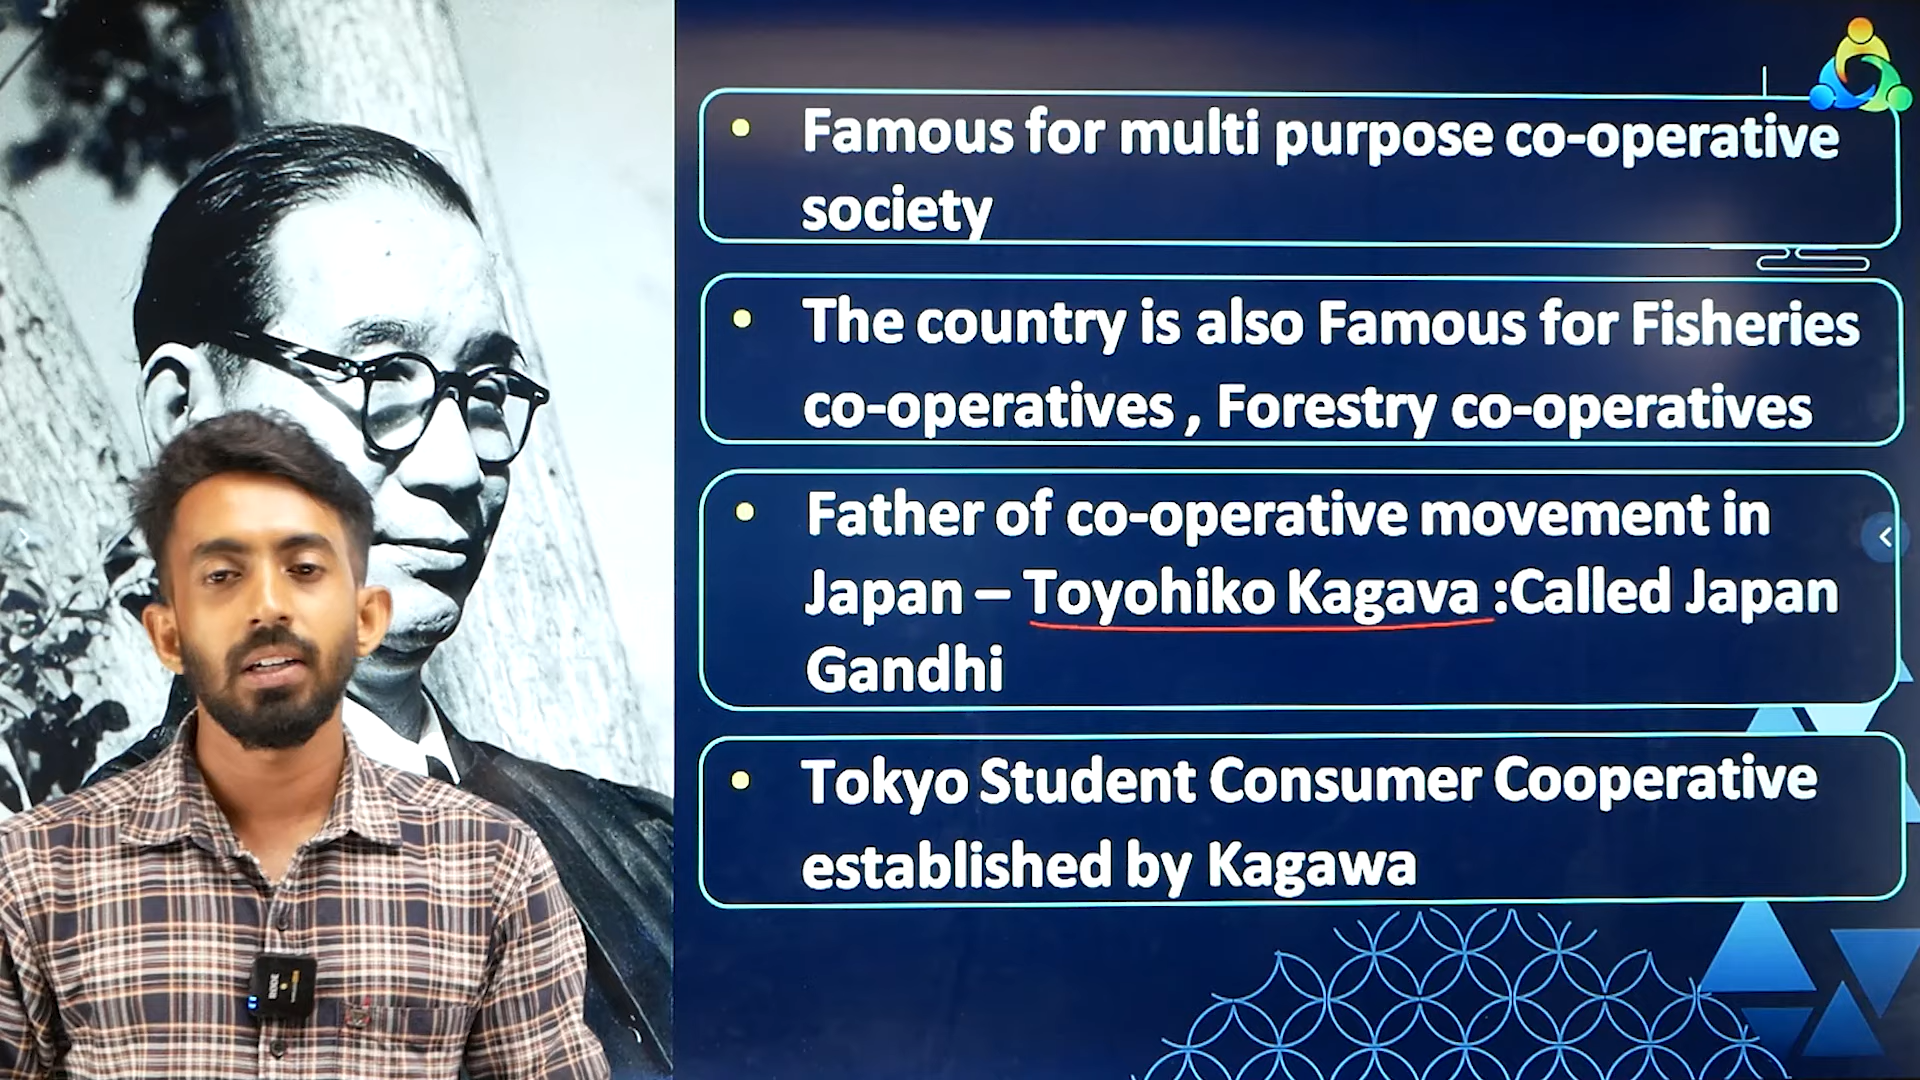 Famous for multi purpose co-operative
society
The country is also Famous for Fisheries
co-operatives , Forestry co-operatives
Father of co-operative movement in
Japan – Toyohiko Kagava :Called Japan
Gandhi
Tokyo Student Consumer Cooperative
established by Kagawa
RODE